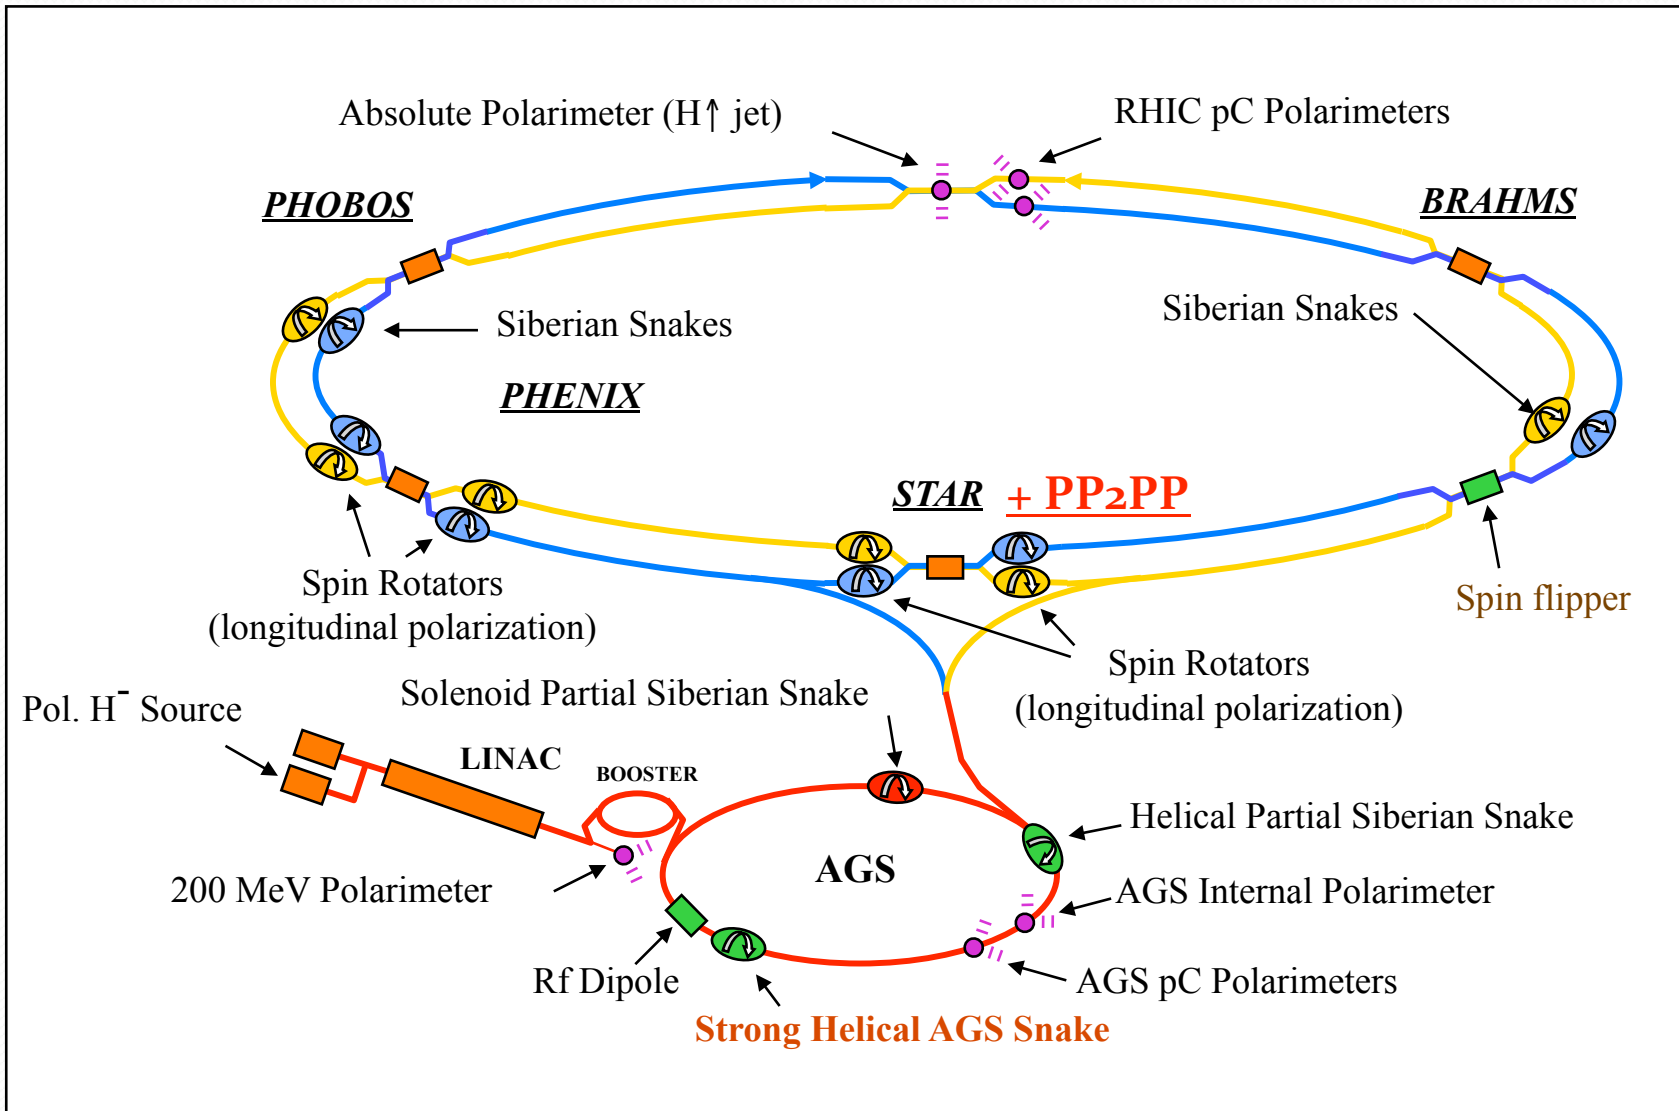 Absolute Polarimeter (H↑ jet)
RHIC pC Polarimeters
PHOBOS
BRAHMS
Siberian Snakes
Siberian Snakes
PHENIX
STAR + PP2PP
Spin Rotators
(longitudinal polarization)
Spin flipper
Spin Rotators
(longitudinal polarization)
Solenoid Partial Siberian Snake
Pol. H⁻ Source
LINAC
BOOSTER
Helical Partial Siberian Snake
AGS
200 MeV Polarimeter
AGS Internal Polarimeter
Rf Dipole
AGS pC Polarimeters
Strong Helical AGS Snake